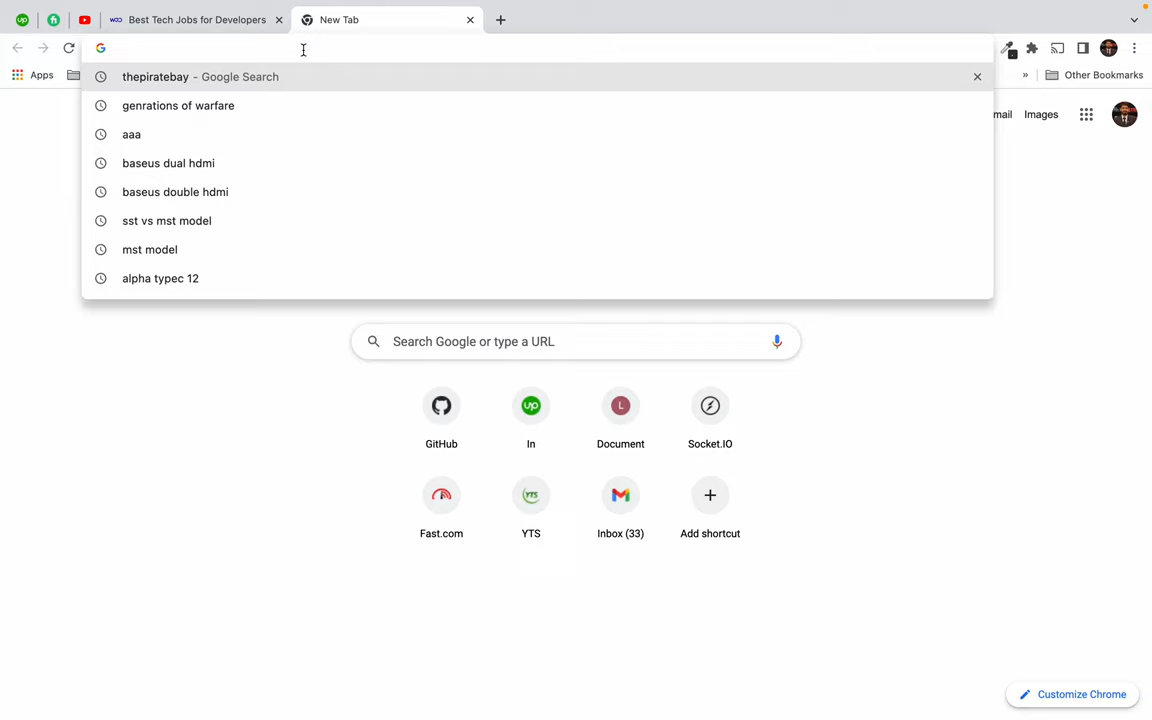 Best Tech Jobs for Developers
New Tab
thepiratebay - Google Search
genrations of warfare
aaa
baseus dual hdmi
baseus double hdmi
sst vs mst model
mst model
alpha typec 12
Apps
» Other Bookmarks
mail Images
Search Google or type a URL
GitHub
In
Document
Socket.IO
Fast.com
YTS
Inbox (33)
Add shortcut
Customize Chrome